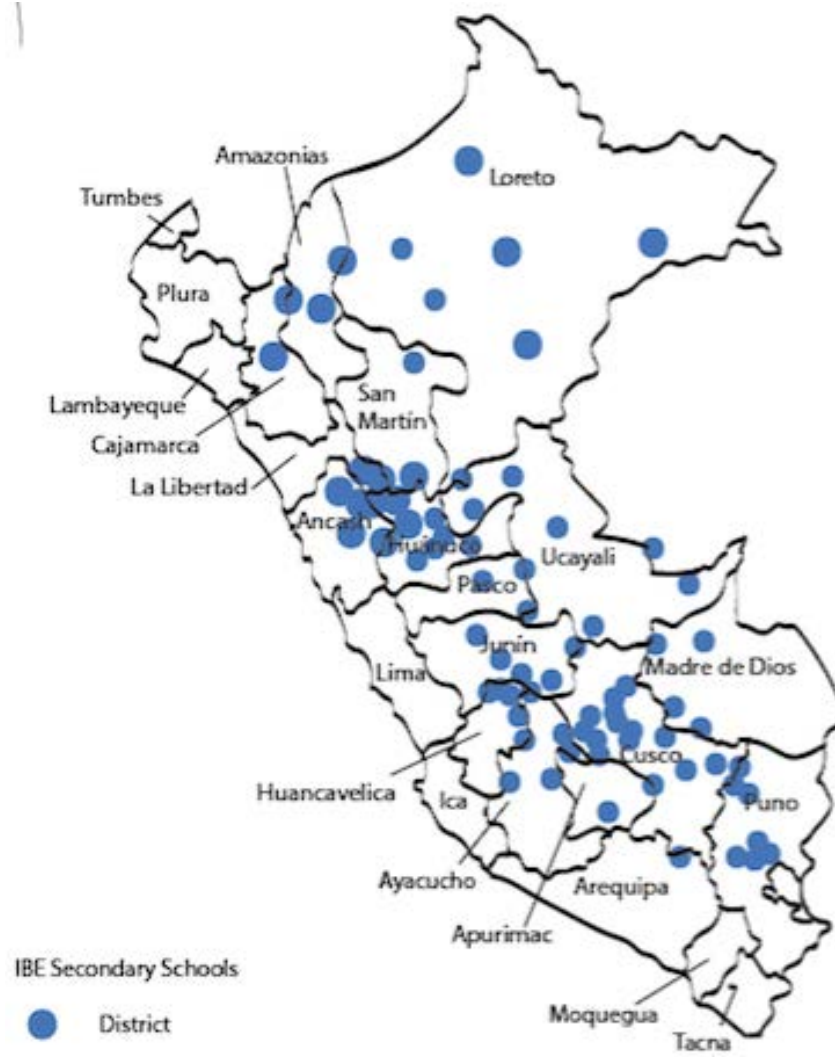 Amazonias
Loreto
Tumbes
Plura
San
Martín
Lambayeque
Cajamarca
La Libertad
Ancash
Huánuco
Ucayali
Pasco
Junín
Lima
Madre de Dios
Cusco
Huancavelica
Ica
Puno
Ayacucho
Arequipa
Apurimac
IBE Secondary Schools
Moquegua
District
Tacna